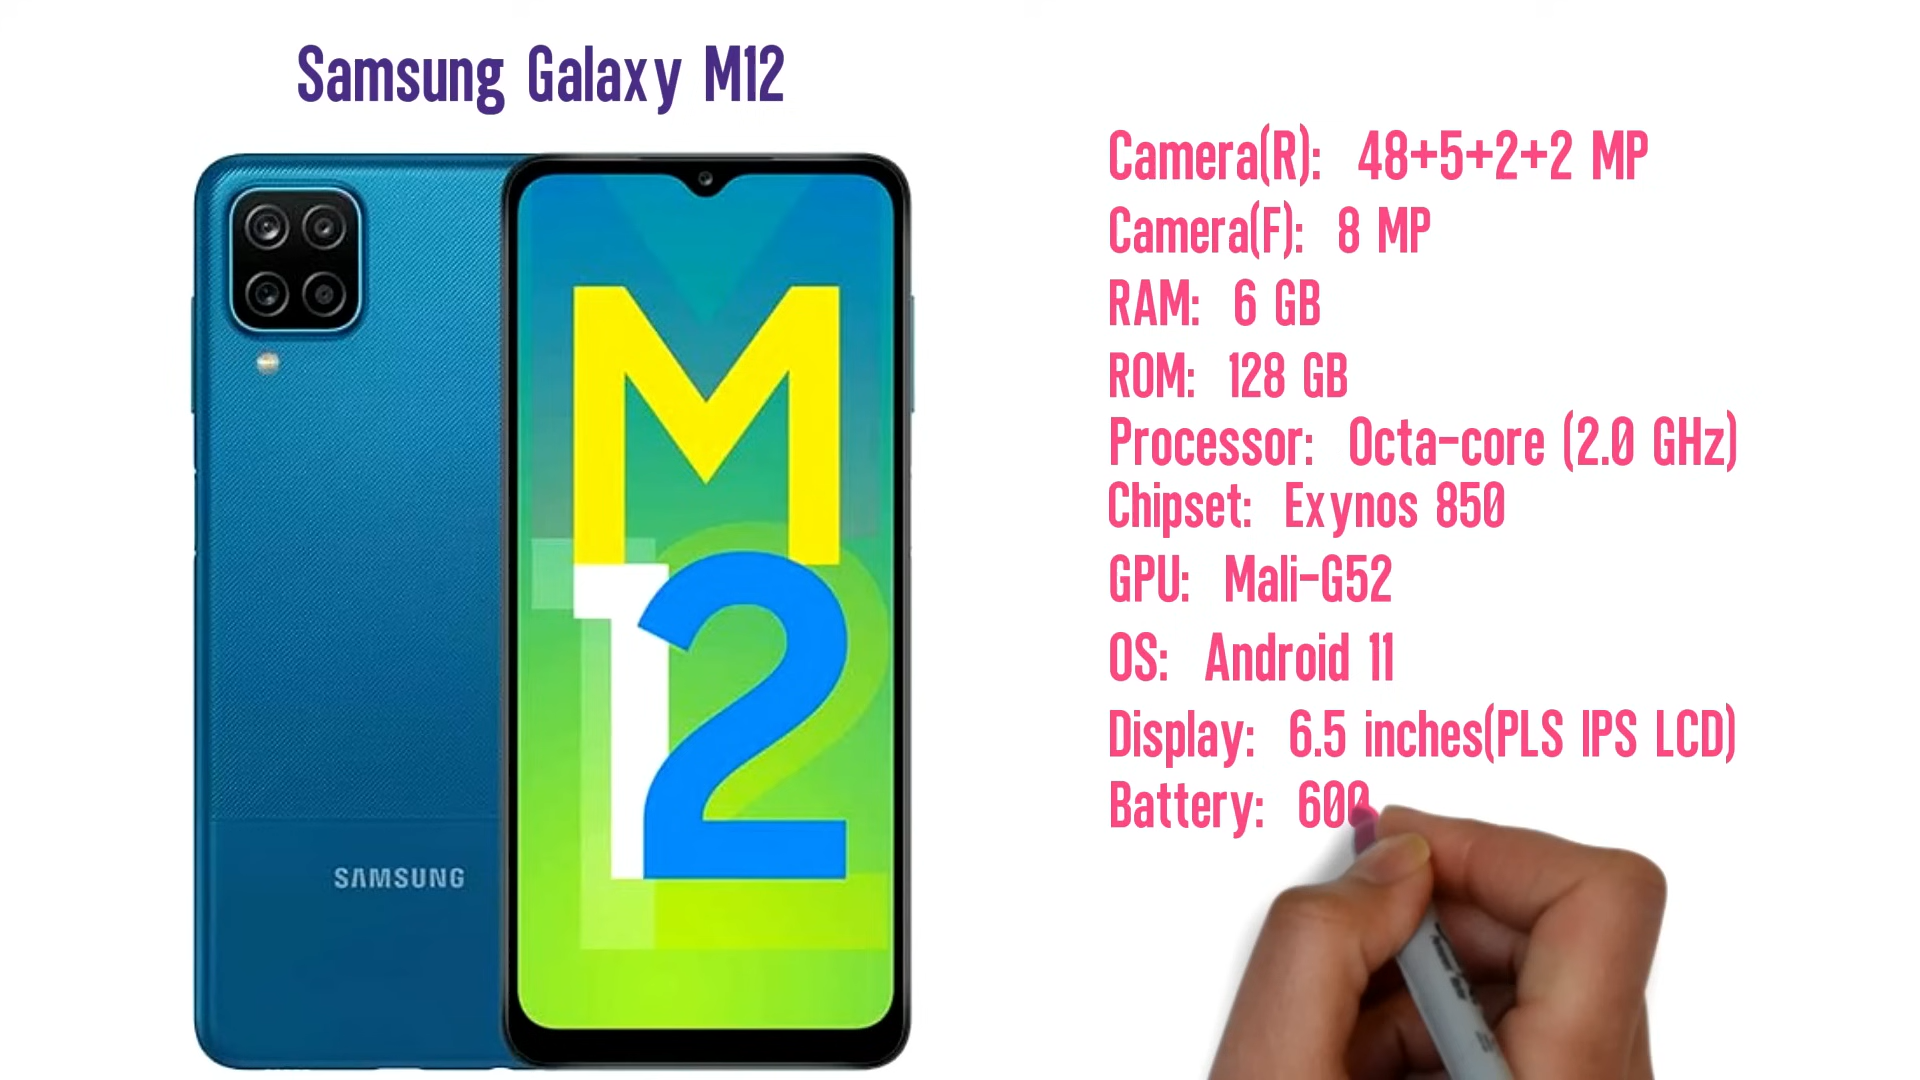 Samsung Galaxy M12
Camera(R): 48+5+2+2 MP
Camera(F): 8 MP
RAM: 6 GB
ROM: 128 GB
Processor: Octa-core (2.0 GHz)
Chipset: Exynos 850
GPU: Mali-G52
OS: Android 11
Display: 6.5 inches(PLS IPS LCD)
Battery: 600
M
12
SAMSUNG